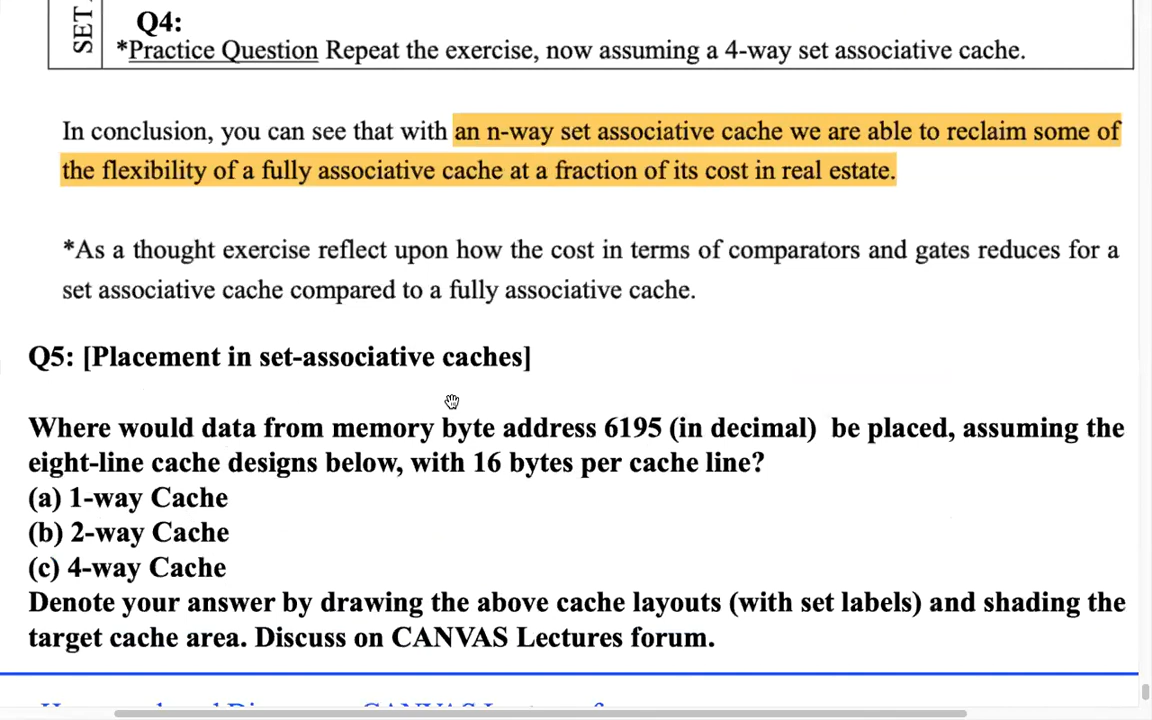 SET
Q4:
*Practice Question Repeat the exercise, now assuming a 4-way set associative cache.
In conclusion, you can see that with an n-way set associative cache we are able to reclaim some of
the flexibility of a fully associative cache at a fraction of its cost in real estate.
*As a thought exercise reflect upon how the cost in terms of comparators and gates reduces for a
set associative cache compared to a fully associative cache.
Q5: [Placement in set-associative caches]
Where would data from memory byte address 6195 (in decimal)  be placed, assuming the
eight-line cache designs below, with 16 bytes per cache line?
(a) 1-way Cache
(b) 2-way Cache
(c) 4-way Cache
Denote your answer by drawing the above cache layouts (with set labels) and shading the
target cache area. Discuss on CANVAS Lectures forum.